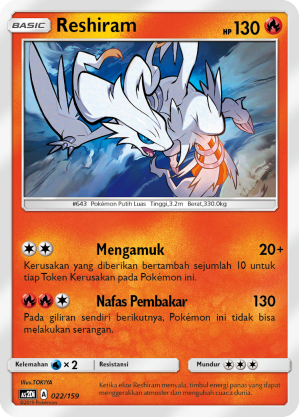 BASIC Reshiram HP 130
#643 Pokémon Putih Luas Tinggi,3.2m Berat,330.0kg
Mengamuk 20+
Kerusakan yang diberikan bertambah sejumlah 10 untuk
tiap Token Kerusakan pada Pokémon ini.
Nafas Pembakar 130
Pada giliran sendiri berikutnya, Pokémon ini tidak bisa
melakukan serangan.
Kelemahan ×2 Resistansi Mundur
Illus.TOKIYA
A 022/159
Ketika ekor Reshiram menyala, timbul energi panas yang dapat
menggerakkan atmosfer dan mengubah cuaca dunia.